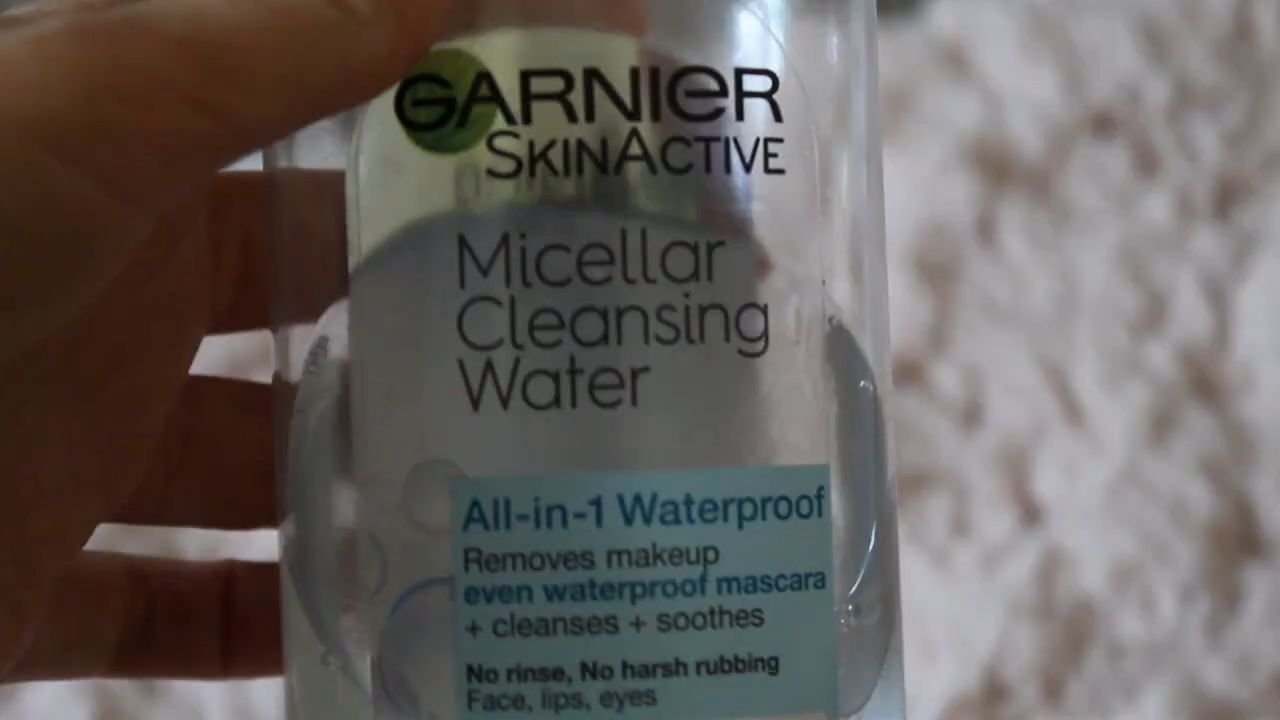 GARNIER
SKINACTIVE
Micellar
Cleansing
Water
All-in-1 Waterproof
Removes makeup
even waterproof mascara
+ cleanses + soothes
No rinse, No harsh rubbing
Face, lips, eyes